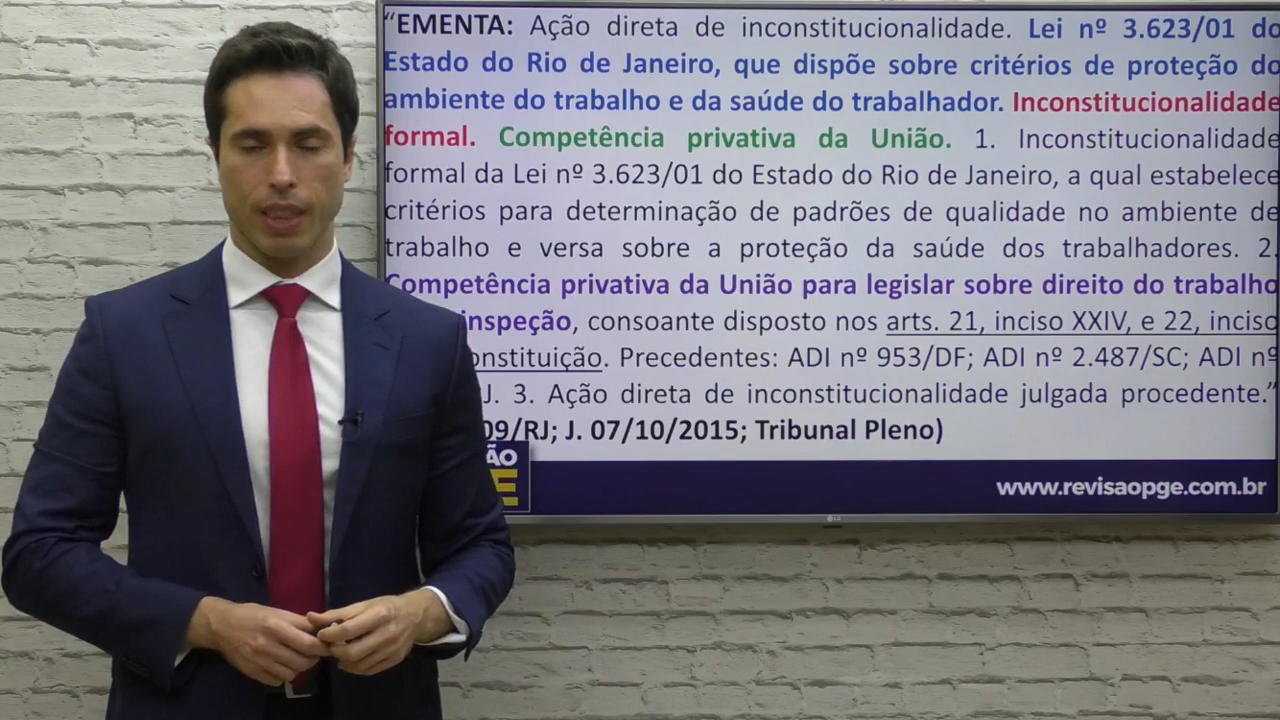 “EMENTA: Ação direta de inconstitucionalidade. Lei nº 3.623/01 do
Estado do Rio de Janeiro, que dispõe sobre critérios de proteção do
ambiente do trabalho e da saúde do trabalhador. Inconstitucionalidade
formal. Competência privativa da União. 1. Inconstitucionalidade
formal da Lei nº 3.623/01 do Estado do Rio de Janeiro, a qual estabelece
critérios para determinação de padrões de qualidade no ambiente de
trabalho e versa sobre a proteção da saúde dos trabalhadores. 2.
Competência privativa da União para legislar sobre direito do trabalho
inspeção, consoante disposto nos arts. 21, inciso XXIV, e 22, inciso
onstituição. Precedentes: ADI nº 953/DF; ADI nº 2.487/SC; ADI nº
J. 3. Ação direta de inconstitucionalidade julgada procedente.”
09/RJ; J. 07/10/2015; Tribunal Pleno)
ÃO
E
www.revisaopge.com.br
LG